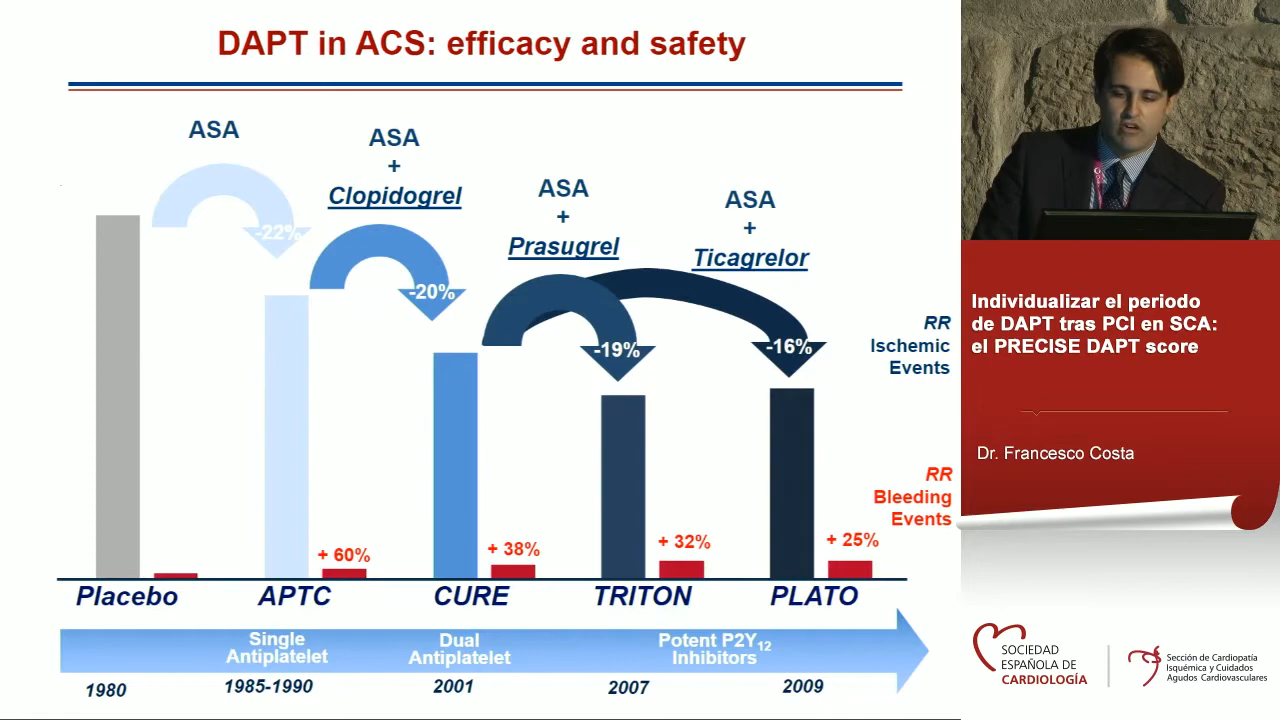 DAPT in ACS: efficacy and safety
ASA
ASA
+
Clopidogrel
ASA
+
Prasugrel
ASA
+
Ticagrelor
-22%
-20%
-19%
-16%
RR
Ischemic
Events
RR
Bleeding
Events
+ 60%
+ 38%
+ 32%
+ 25%
Placebo
APTC
CURE
TRITON
PLATO
Single
Antiplatelet
Dual
Antiplatelet
Potent P2Y12
Inhibitors
1980
1985-1990
2001
2007
2009
Individualizar el periodo
de DAPT tras PCI en SCA:
el PRECISE DAPT score
Dr. Francesco Costa
SOCIEDAD
ESPAÑOLA DE
CARDIOLOGÍA
Sección de Cardiopatía
Isquémica y Cuidados
Agudos Cardiovasculares